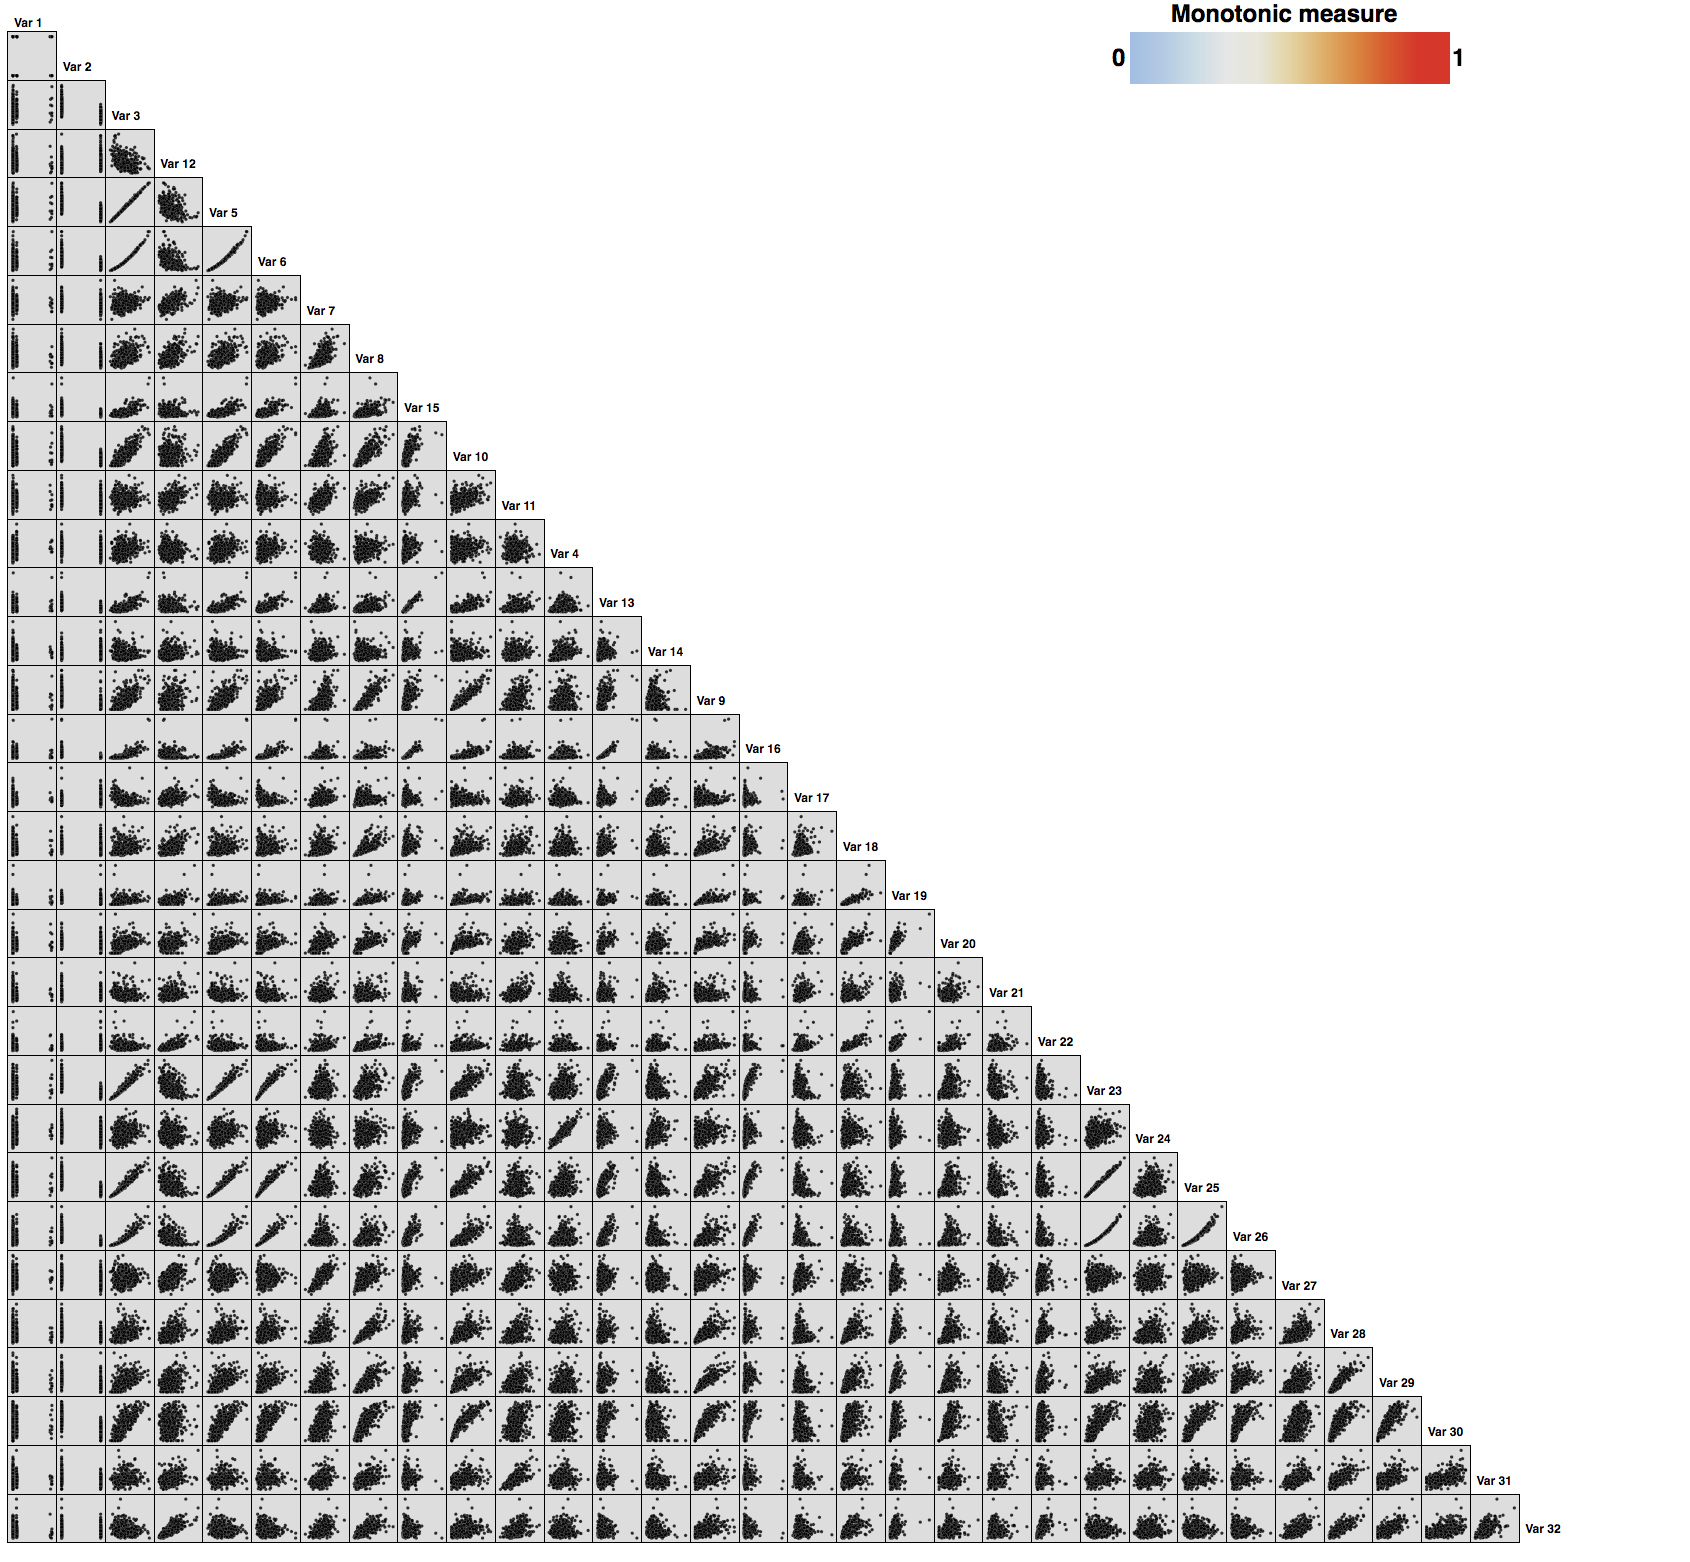 Monotonic measure
0 1
Var 1
Var 2
Var 3
Var 12
Var 5
Var 6
Var 7
Var 8
Var 15
Var 10
Var 11
Var 4
Var 13
Var 14
Var 9
Var 16
Var 17
Var 18
Var 19
Var 20
Var 21
Var 22
Var 23
Var 24
Var 25
Var 26
Var 27
Var 28
Var 29
Var 30
Var 31
Var 32